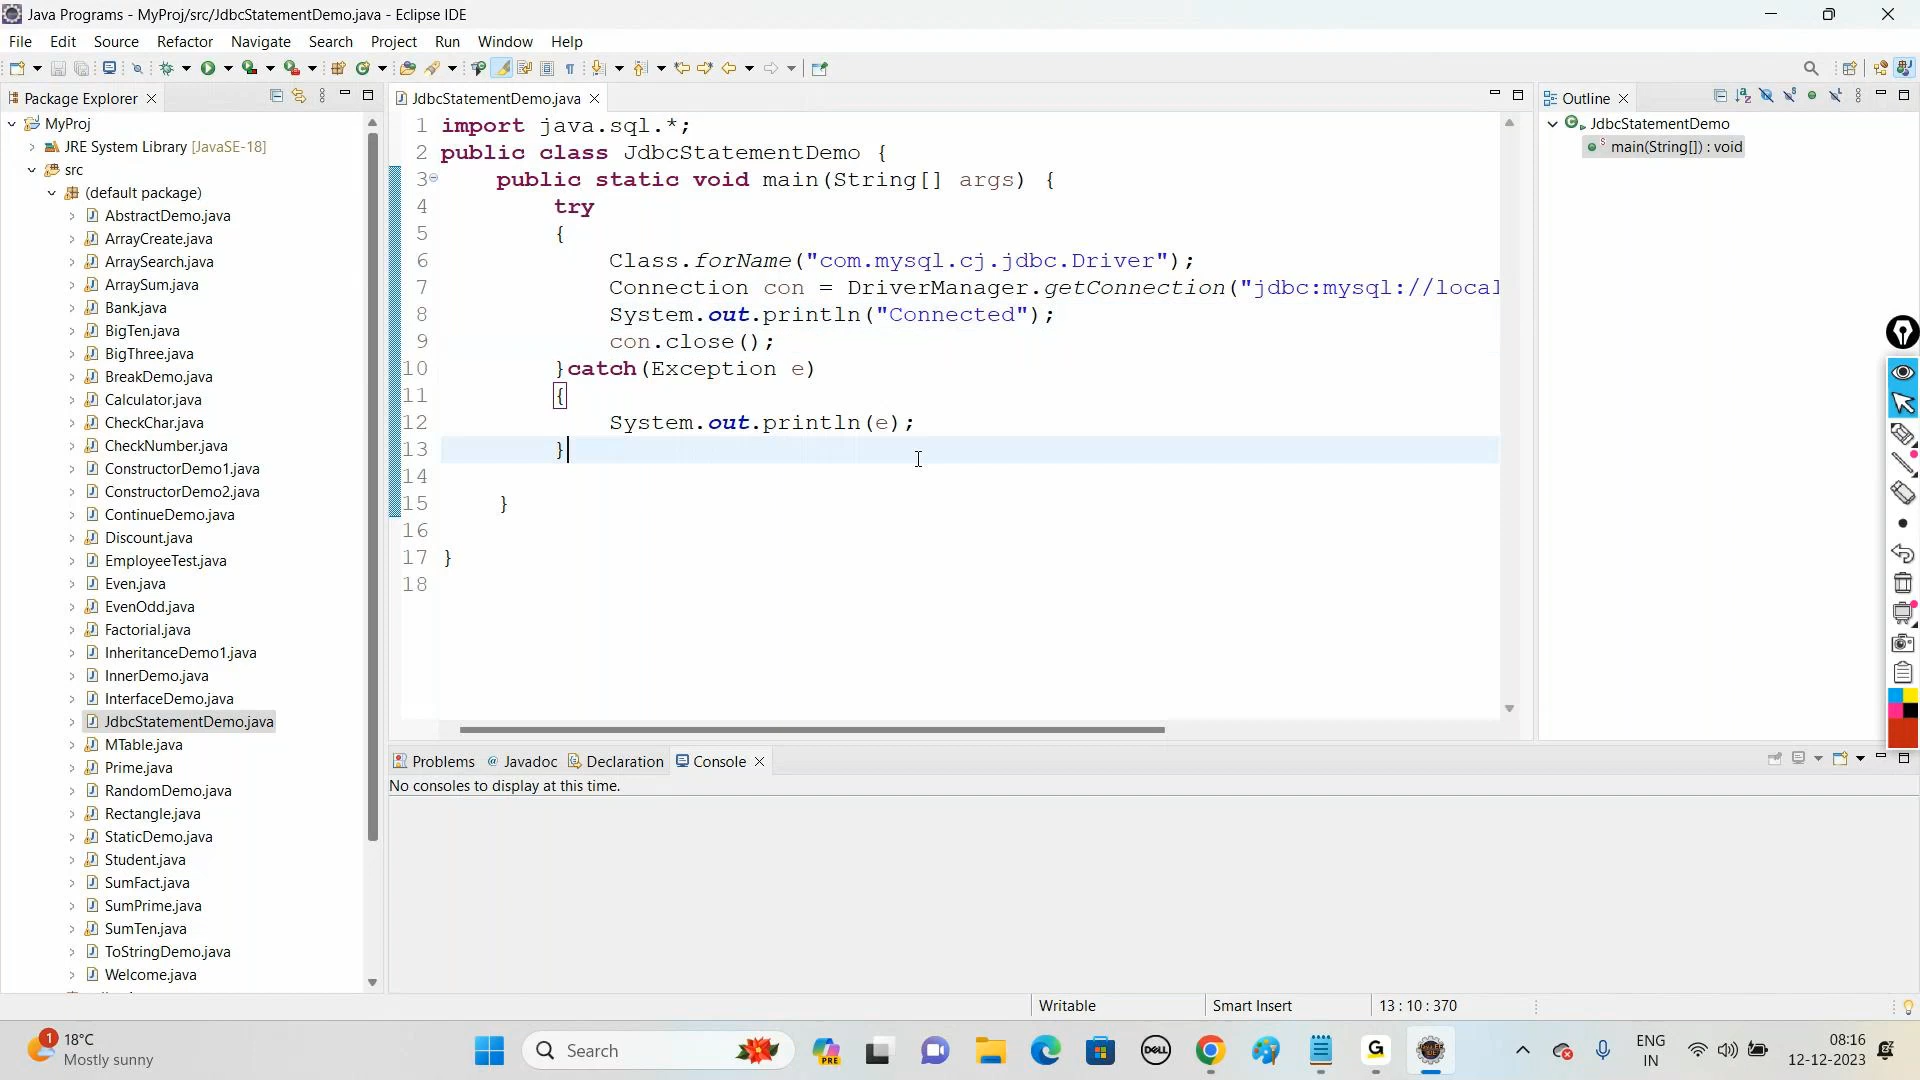 Java Programs - MyProj/src/JdbcStatementDemo.java - Eclipse IDE
File Edit Source Refactor Navigate Search Project Run Window Help
Package Explorer
JdbcStatementDemo.java
Outline
MyProj
JRE System Library [JavaSE-18]
src
(default package)
AbstractDemo.java
ArrayCreate.java
ArraySearch.java
ArraySum.java
Bank.java
BigTen.java
BigThree.java
BreakDemo.java
Calculator.java
CheckChar.java
CheckNumber.java
ConstructorDemo1.java
ConstructorDemo2.java
ContinueDemo.java
Discount.java
EmployeeTest.java
Even.java
EvenOdd.java
Factorial.java
InheritanceDemo1.java
InnerDemo.java
InterfaceDemo.java
JdbcStatementDemo.java
MTable.java
Prime.java
RandomDemo.java
Rectangle.java
StaticDemo.java
Student.java
SumFact.java
SumPrime.java
SumTen.java
ToStringDemo.java
Welcome.java
1 import java.sql.*;
2 public class JdbcStatementDemo {
3 public static void main(String[] args) {
4 try
5 {
6 Class.forName("com.mysql.cj.jdbc.Driver");
7 Connection con = DriverManager.getConnection("jdbc:mysql://local
8 System.out.println("Connected");
9 con.close();
10 }catch(Exception e)
11 {
12 System.out.println(e);
13 }
14
15 }
16
17 }
18
JdbcStatementDemo
main(String[]) : void
Problems @ Javadoc Declaration Console
No consoles to display at this time.
Writable Smart Insert 13 : 10 : 370
1 18°C
Mostly sunny
Search
PRE
DELL
G
ENG
IN
08:16
12-12-2023